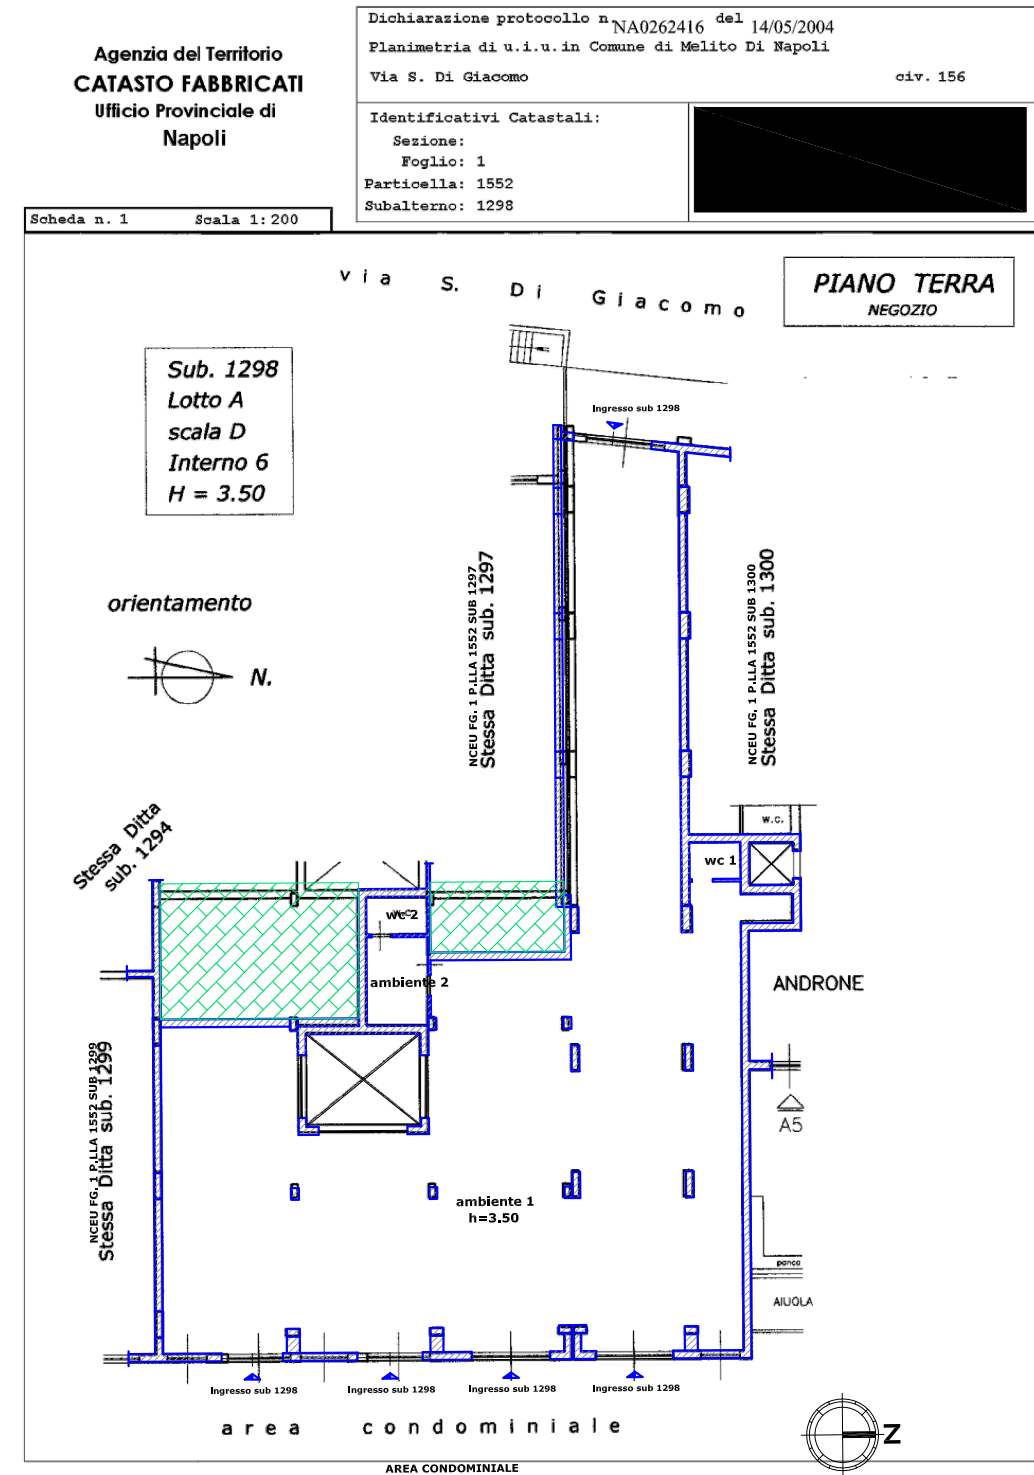 Agenzia del Territorio
CATASTO FABBRICATI
Ufficio Provinciale di
Napoli
Dichiarazione protocollo n. NA0262416 del 14/05/2004
Planimetria di u.i.u. in Comune di Melito Di Napoli
Via S. Di Giacomo civ. 156
Identificativi Catastali:
Sezione:
Foglio: 1
Particella: 1552
Subalterno: 1298
Scheda n. 1 Scala 1:200
via S. Di Giacomo
PIANO TERRA
NEGOZIO
Sub. 1298
Lotto A
scala D
Interno 6
H = 3.50
Ingresso sub 1298
orientamento
N.
NCEU FG. 1 P.LLA 1552 SUB 1297
Stessa Ditta sub. 1297
NCEU FG. 1 P.LLA 1552 SUB 1300
Stessa Ditta sub. 1300
Stessa Ditta
sub. 1294
w.c.
wc 1
wc 2
ambiente 2
ANDRONE
A5
NCEU FG. 1 P.LLA 1552 SUB 1299
Stessa Ditta sub. 1299
ambiente 1
h=3.50
panca
AIUOLA
Ingresso sub 1298 Ingresso sub 1298 Ingresso sub 1298 Ingresso sub 1298
area condominiale
Z
AREA CONDOMINIALE